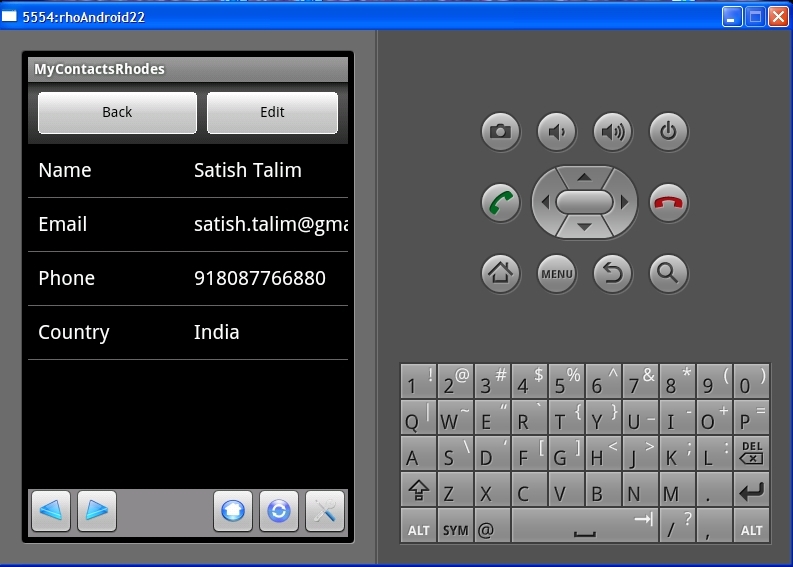 5554:rhoAndroid22
MyContactsRhodes
Back Edit
Name Satish Talim
Email satish.talim@gma
Phone 918087766880
Country India
MENU
1 ! 2 @ 3 # 4 $ 5 % 6 ^ 7 & 8 * 9 ( 0 )
Q | W ~ E “ R ` T { Y } U _ I - O + P =
A S \ D ‘ F [ G ] H < J > K ; L : DEL
Z X C V B N M .
ALT SYM @ / ? , ALT